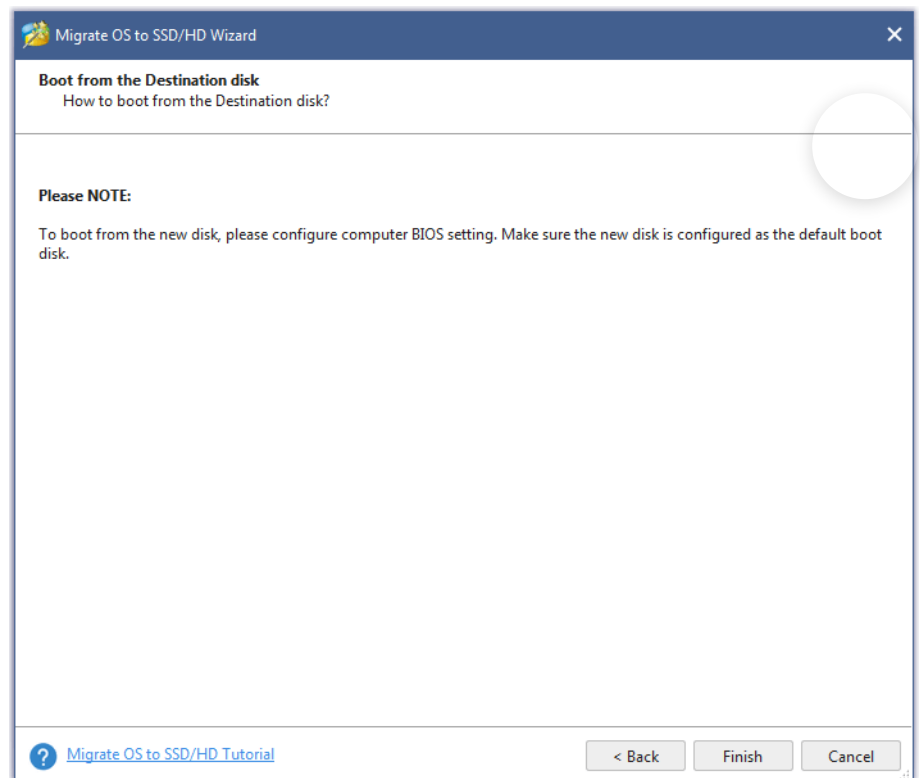 Migrate OS to SSD/HD Wizard
Boot from the Destination disk
How to boot from the Destination disk?
Please NOTE:
To boot from the new disk, please configure computer BIOS setting. Make sure the new disk is configured as the default boot
disk.
Migrate OS to SSD/HD Tutorial
< Back
Finish
Cancel